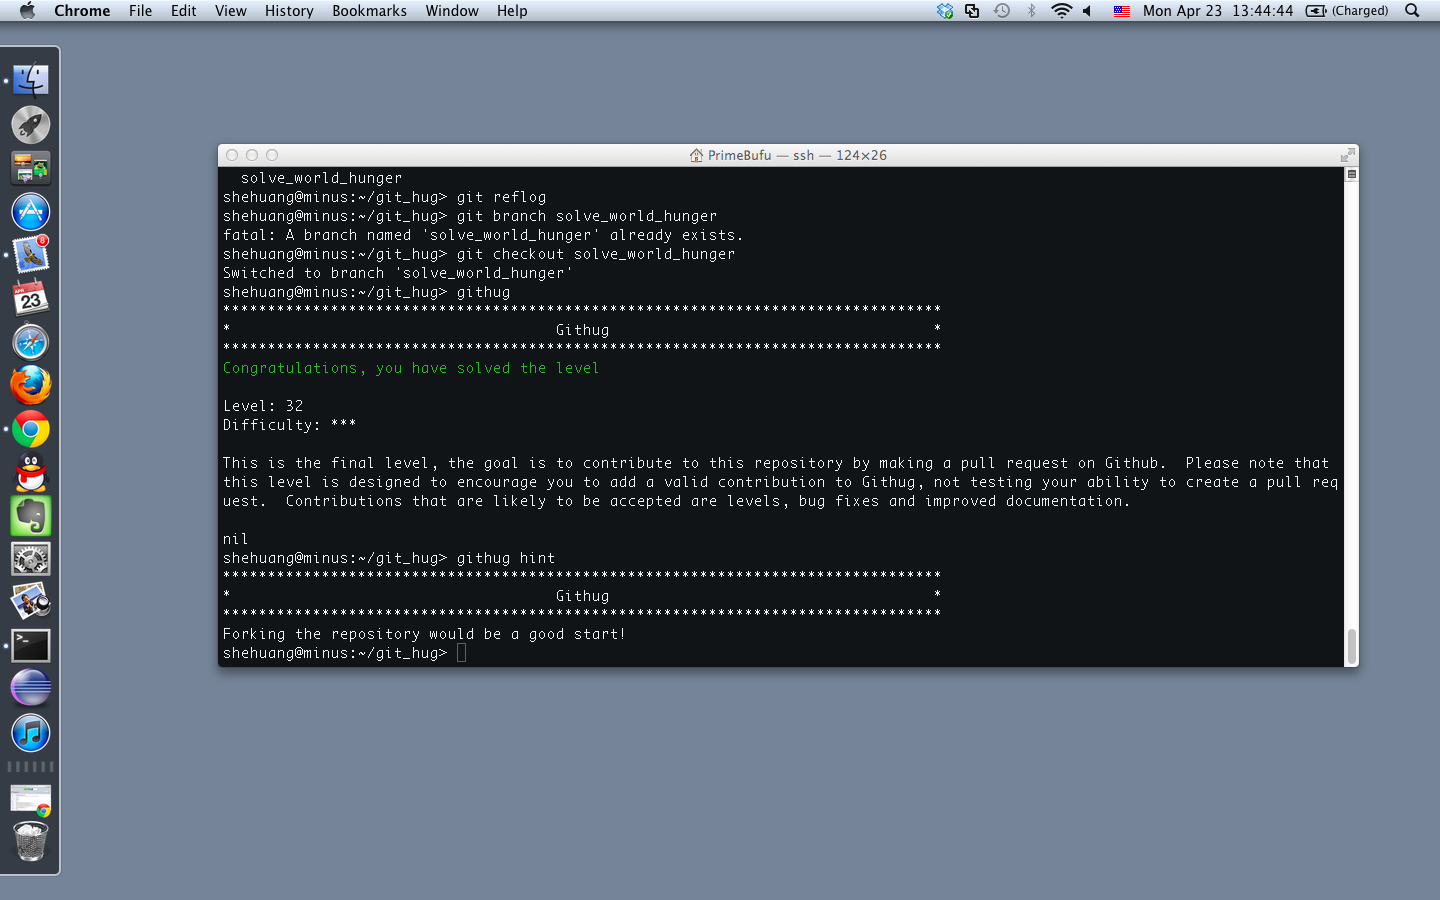 Chrome File Edit View History Bookmarks Window Help Mon Apr 23 13:44:44 (Charged)
PrimeBufu — ssh — 124×26
solve_world_hunger
shehuang@minus:~/git_hug> git reflog
shehuang@minus:~/git_hug> git branch solve_world_hunger
fatal: A branch named 'solve_world_hunger' already exists.
shehuang@minus:~/git_hug> git checkout solve_world_hunger
Switched to branch 'solve_world_hunger'
shehuang@minus:~/git_hug> githug
********************************************************************************
* Githug *
********************************************************************************
Congratulations, you have solved the level
Level: 32
Difficulty: ***
This is the final level, the goal is to contribute to this repository by making a pull request on Github.  Please note that
this level is designed to encourage you to add a valid contribution to Githug, not testing your ability to create a pull req
uest.  Contributions that are likely to be accepted are levels, bug fixes and improved documentation.
nil
shehuang@minus:~/git_hug> githug hint
********************************************************************************
* Githug *
********************************************************************************
Forking the repository would be a good start!
shehuang@minus:~/git_hug>
8
APR
23
>_